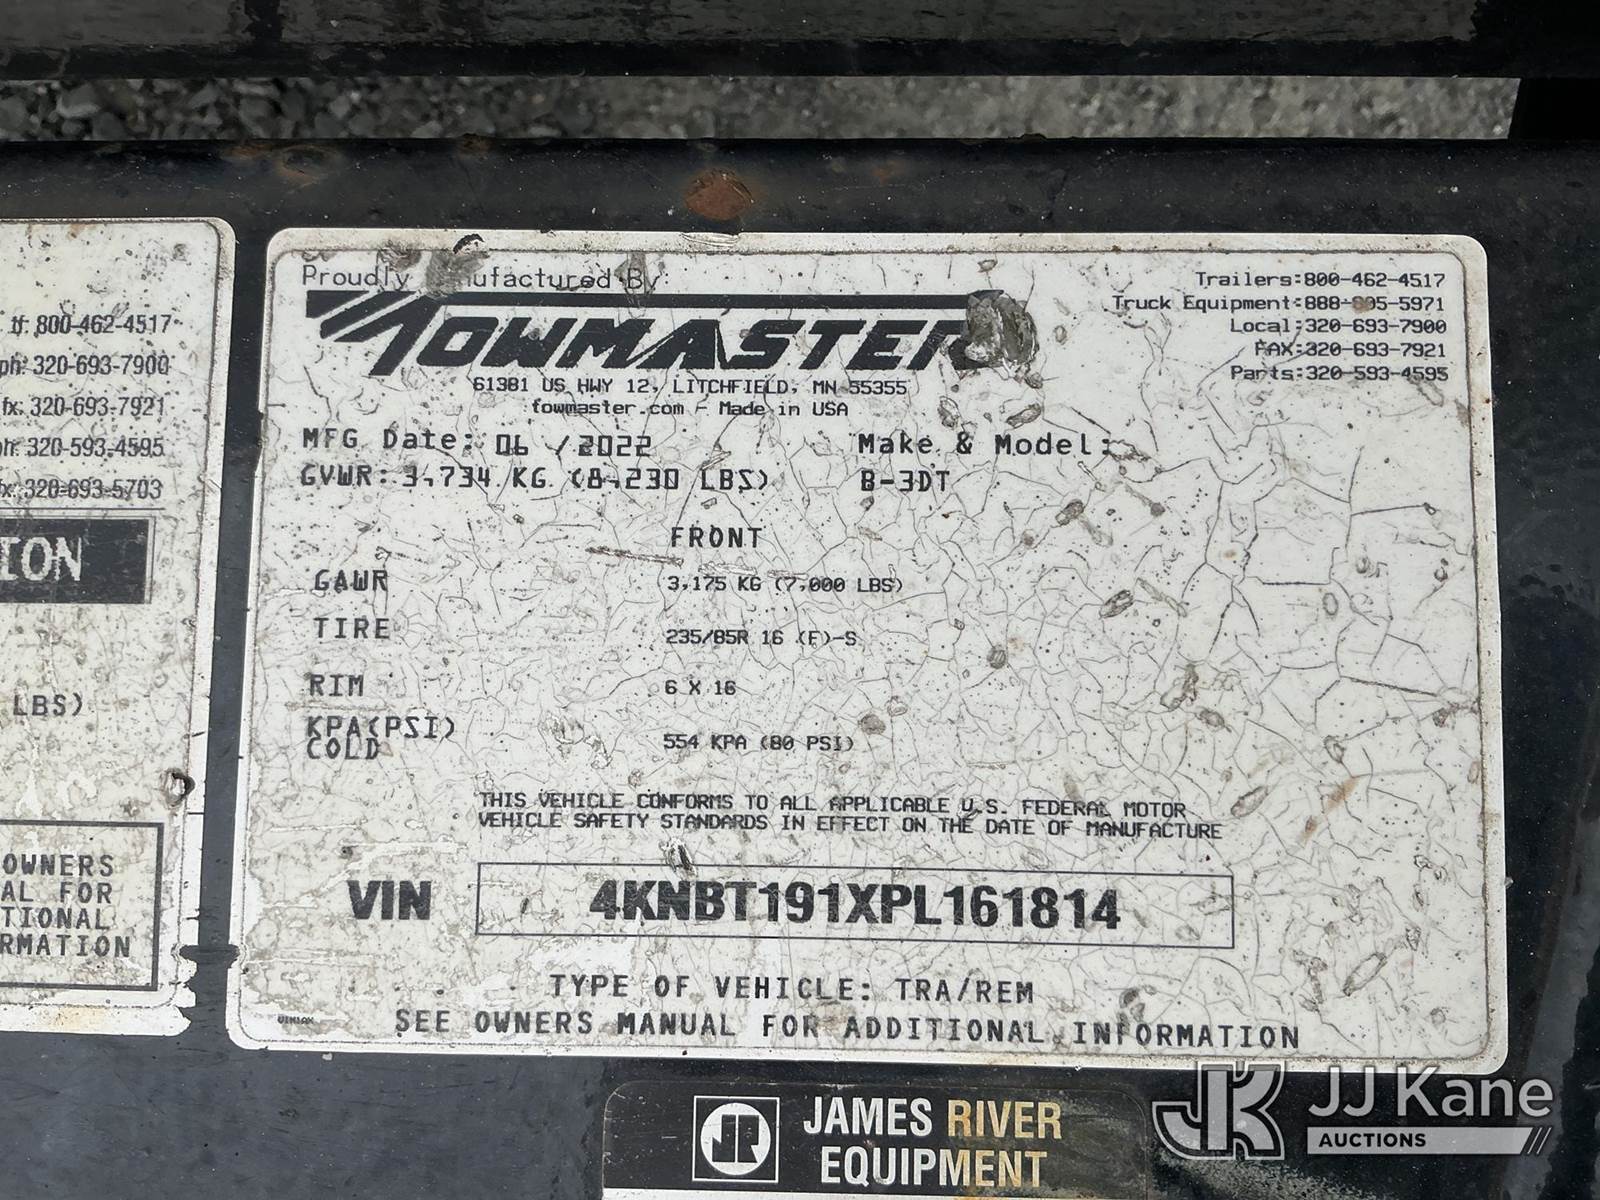 tf: 800-462-4517
ph: 320-693-7900
fx: 320-693-7921
ph: 320-593-4595
fx: 320-693-5703
LBS)
OWNERS
FOR
Proudly By
TOWMASTER
61381 US HWY 12, LITCHFIELD, MN 55355
towmaster.com - Made in USA
Trailers:800-462-4517
Truck Equipment:888-895-5971
Local:320-693-7900
FAX:320-693-7921
Parts:320-593-4595
MFG Date: 06 /2022
Make & Model:
GVWR: 3,734 KG (8,230 LBS)
B-3DT
FRONT
GAWR 3,175 KG (7,000 LBS)
TIRE 235/85R 16 (F)-S
RIM 6 X 16
KPA(PSI)
COLD 554 KPA (80 PSI)
THIS VEHICLE CONFORMS TO ALL APPLICABLE U.S. FEDERAL MOTOR
VEHICLE SAFETY STANDARDS IN EFFECT ON THE DATE OF MANUFACTURE
VIN 4KNBT191XPL161814
TYPE OF VEHICLE: TRA/REM
SEE OWNERS MANUAL FOR ADDITIONAL INFORMATION
JR JAMES RIVER
EQUIPMENT
JK JJ Kane
AUCTIONS